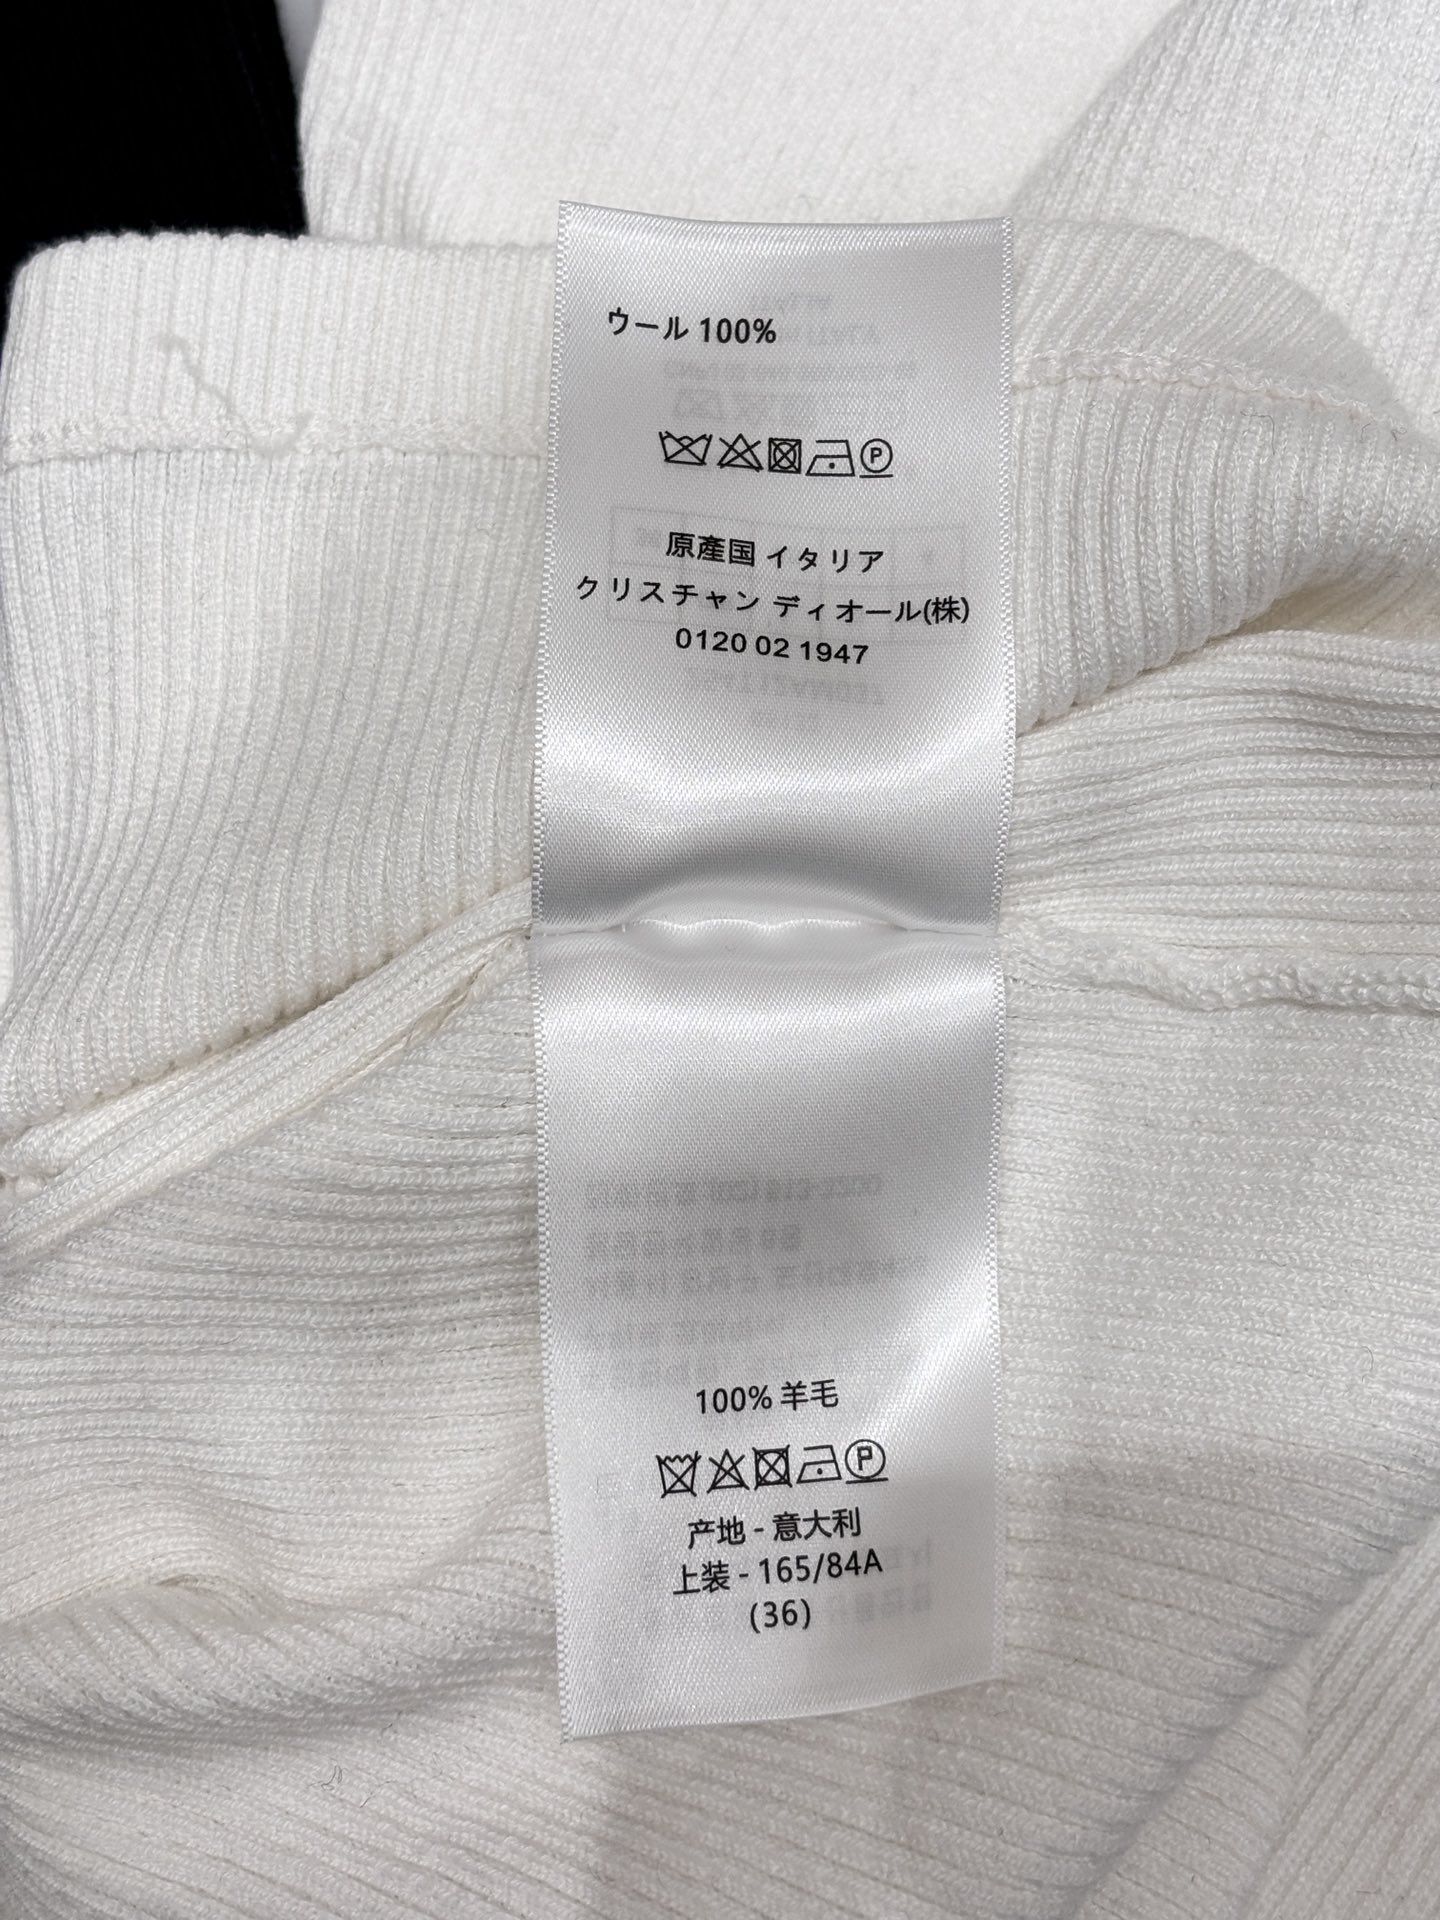 ウール 100%
P
原產国 イタリア
クリスチャン ディオール(株)
0120 02 1947
100% 羊毛
P
产地 - 意大利
上装 - 165/84A
(36)